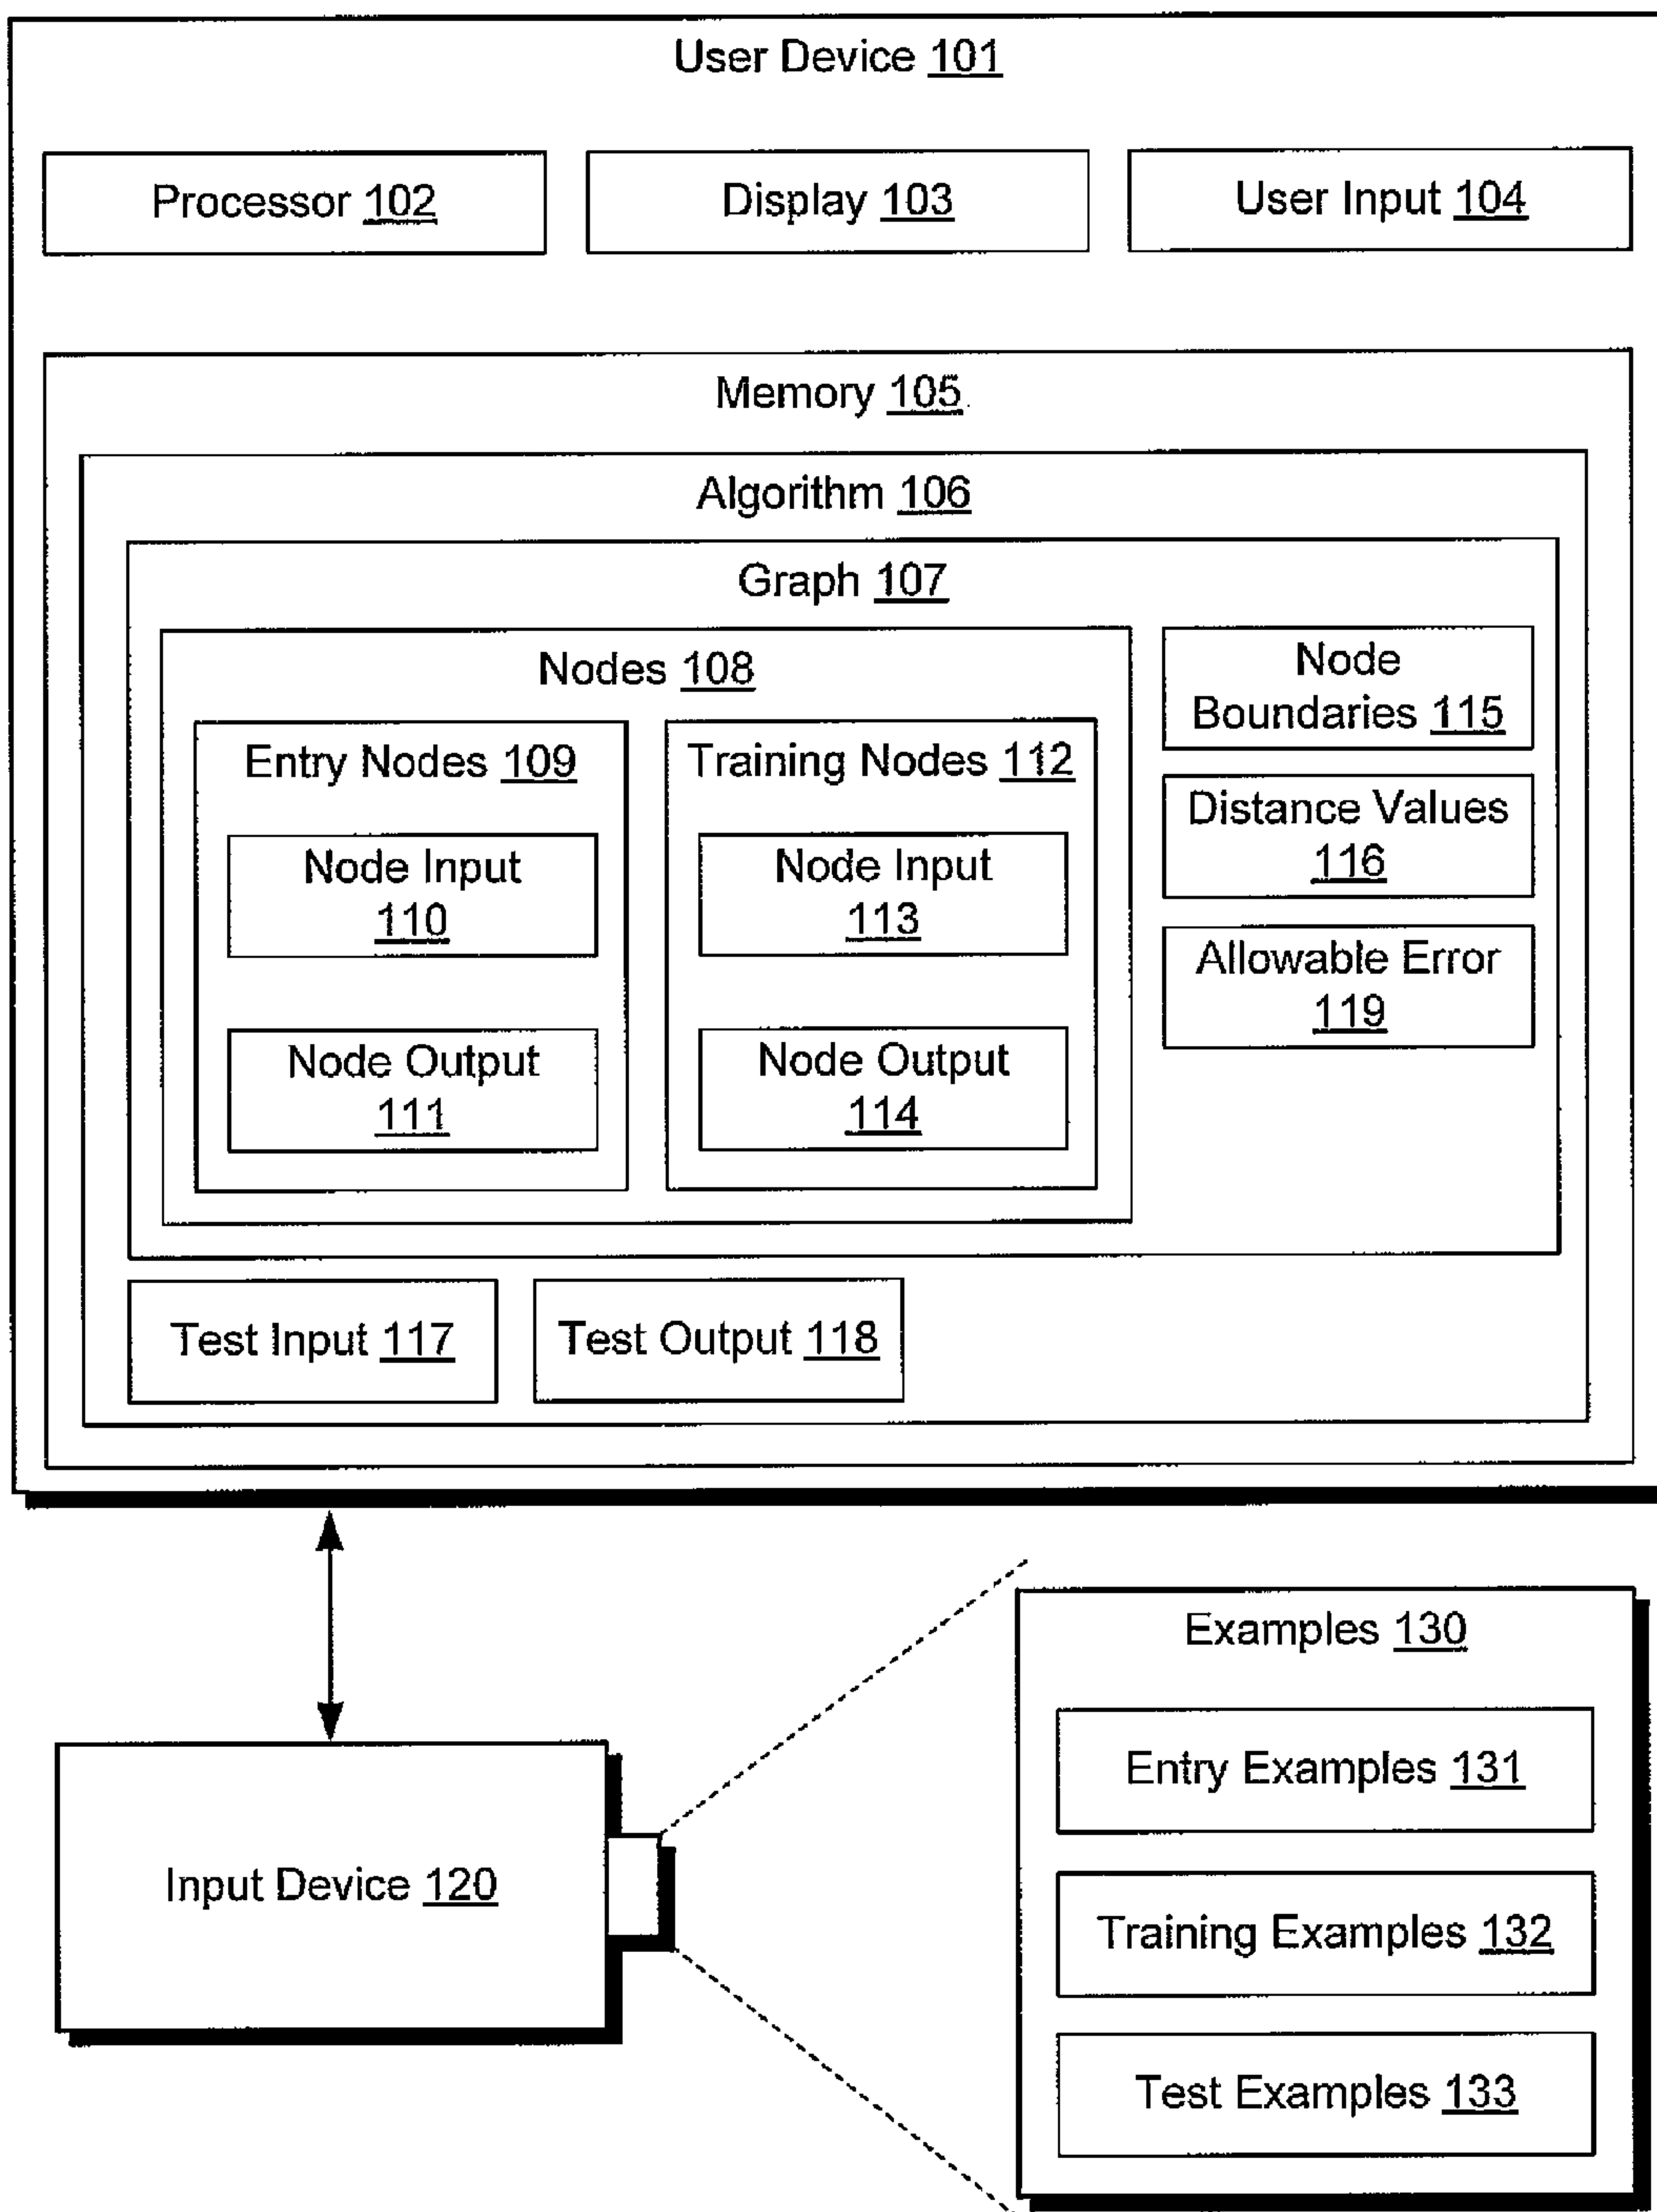 User Device 101
Processor 102
Display 103
User Input 104
Memory 105
Algorithm 106
Graph 107
Nodes 108
Entry Nodes 109
Node Input
110
Node Output
111
Training Nodes 112
Node Input
113
Node Output
114
Node
Boundaries 115
Distance Values
116
Allowable Error
119
Test Input 117
Test Output 118
Input Device 120
Examples 130
Entry Examples 131
Training Examples 132
Test Examples 133